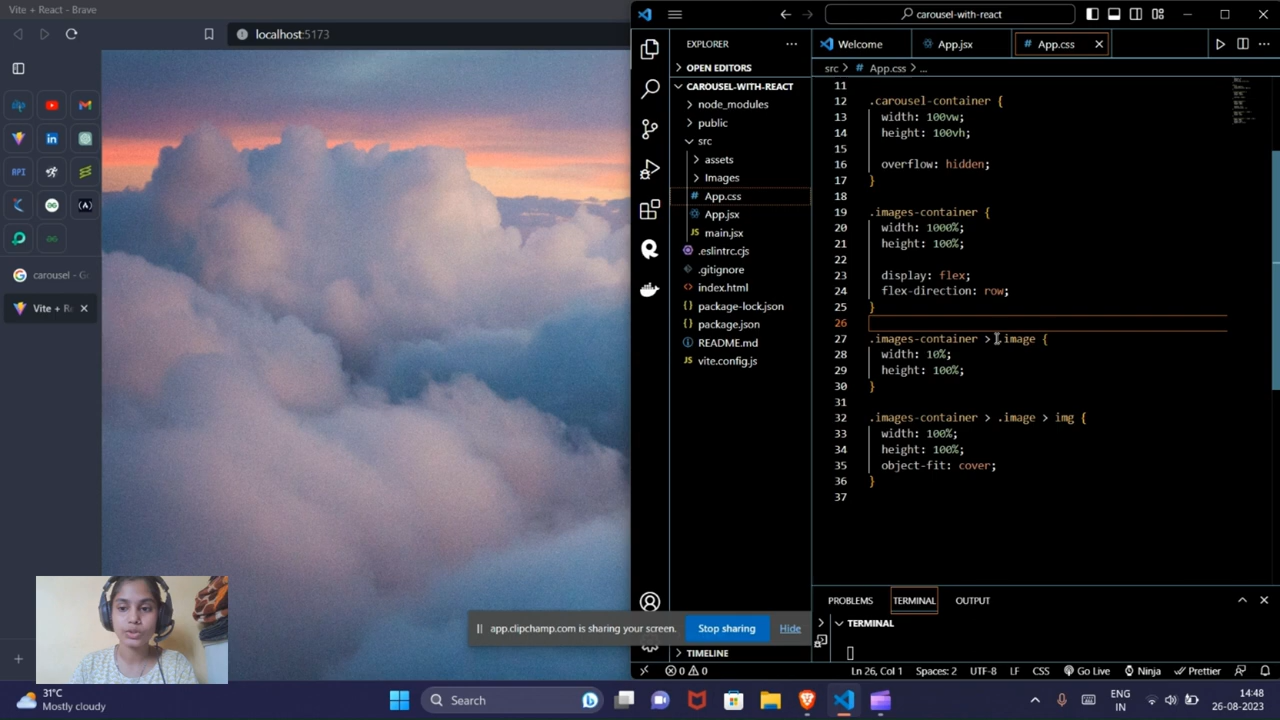 Vite + React - Brave
localhost:5173
carousel - G
Vite + R
carousel-with-react
EXPLORER
OPEN EDITORS
CAROUSEL-WITH-REACT
node_modules
public
src
assets
Images
App.css
App.jsx
main.jsx
.eslintrc.cjs
.gitignore
index.html
package-lock.json
package.json
README.md
vite.config.js
TIMELINE
Welcome
App.jsx
App.css
src > # App.css > ...
11
12 .carousel-container {
13 width: 100vw;
14 height: 100vh;
15
16 overflow: hidden;
17 }
18
19 .images-container {
20 width: 1000%;
21 height: 100%;
22
23 display: flex;
24 flex-direction: row;
25 }
26
27 .images-container > .image {
28 width: 10%;
29 height: 100%;
30 }
31
32 .images-container > .image > img {
33 width: 100%;
34 height: 100%;
35 object-fit: cover;
36 }
37
PROBLEMS TERMINAL OUTPUT
TERMINAL
app.clipchamp.com is sharing your screen. Stop sharing Hide
0 0 Ln 26, Col 1 Spaces: 2 UTF-8 LF CSS Go Live Ninja Prettier
31°C
Mostly cloudy
Search
ENG
IN
14:48
26-08-2023